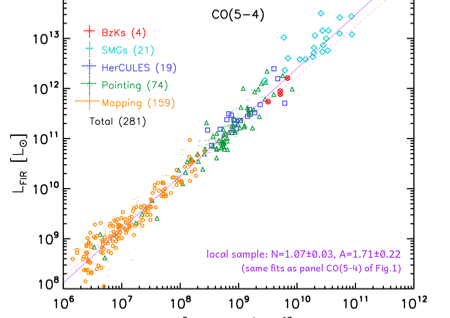 CO(5-4)
BzKs (4)
SMGs (21)
HerCULES (19)
Pointing (74)
Mapping (159)
Total (281)
L_FIR [L_⊙]
10^13
10^12
10^11
10^10
10^9
10^8
local sample: N=1.07±0.03, A=1.71±0.22
(same fits as panel CO(5-4) of Fig.1)
10^6 10^7 10^8 10^9 10^10 10^11 10^12